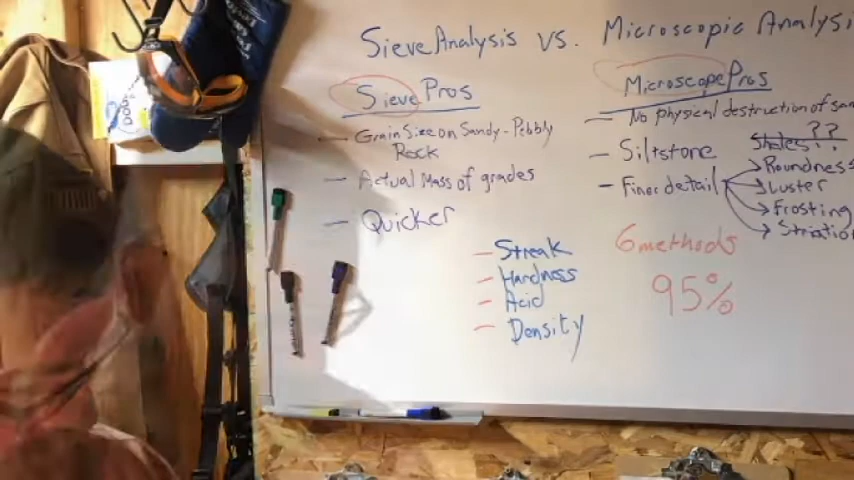 Sieve Analysis vs. Microscopic Analysis
Sieve Pros
- Grain Size on Sandy-Pebbly
Rock
- Actual Mass of grades
- Quicker
Microscope Pros
- No physical destruction of
- Siltstone
Shales??
- Finer detail
Roundness
Luster
Frosting
- Streak
- Hardness
- Acid
- Density
6 methods
95%